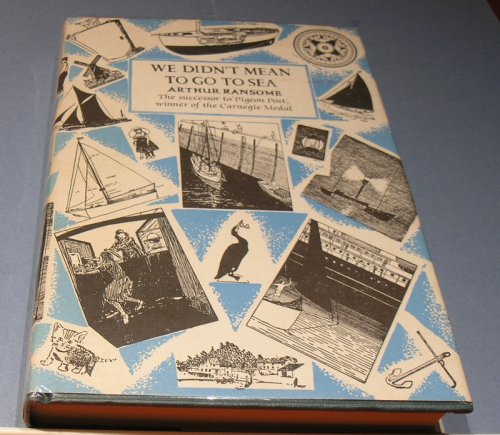 WE DIDN'T MEAN
TO GO TO SEA
ARTHUR RANSOME
The successor to Pigeon Post,
winner of the Carnegie Medal